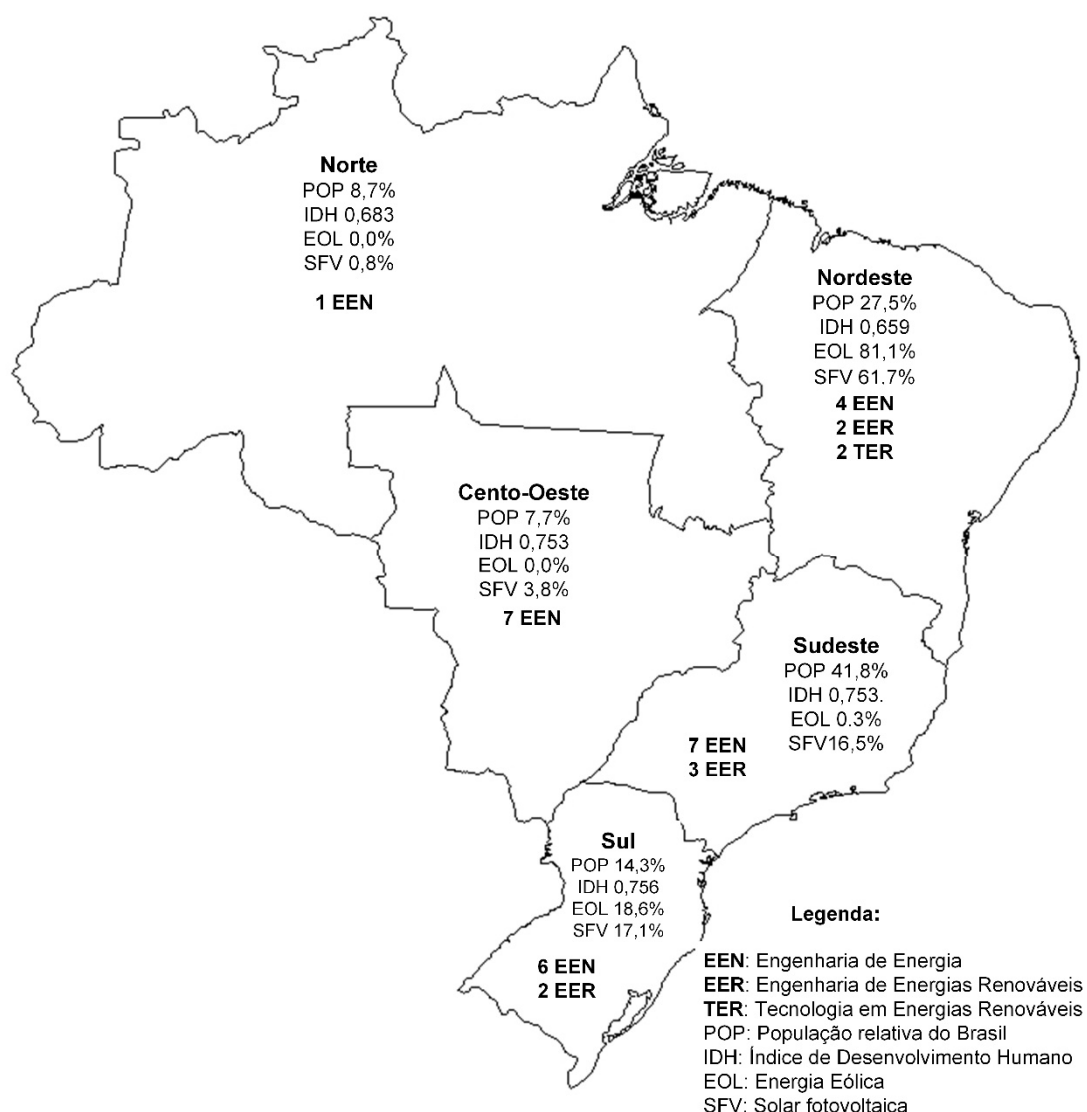 Norte
POP 8,7%
IDH 0,683
EOL 0,0%
SFV 0,8%
1 EEN
Nordeste
POP 27,5%
IDH 0,659
EOL 81,1%
SFV 61.7%
4 EEN
2 EER
2 TER
Cento-Oeste
POP 7,7%
IDH 0,753
EOL 0,0%
SFV 3,8%
7 EEN
Sudeste
POP 41,8%
IDH 0,753.
EOL 0.3%
SFV16,5%
7 EEN
3 EER
Sul
POP 14,3%
IDH 0,756
EOL 18,6%
SFV 17,1%
6 EEN
2 EER
Legenda:
EEN: Engenharia de Energia
EER: Engenharia de Energias Renováveis
TER: Tecnologia em Energias Renováveis
POP: População relativa do Brasil
IDH: Índice de Desenvolvimento Humano
EOL: Energia Eólica
SFV: Solar fotovoltaica